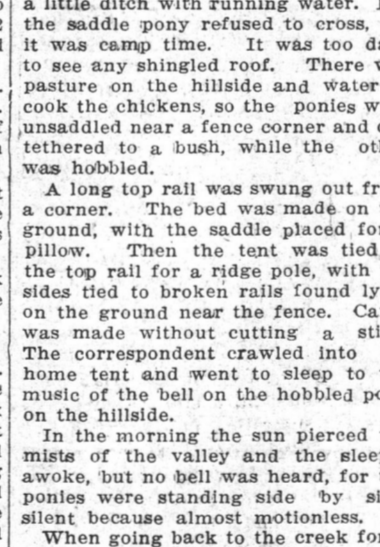 a little ditch with running water.
the saddle pony refused to cross,
it was camp time. It was too
to see any shingled roof. There
pasture on the hillside and water
cook the chickens, so the ponies
unsaddled near a fence corner and
tethered to a bush, while the
was hobbled.
A long top rail was swung out
a corner. The bed was made on
ground, with the saddle placed
pillow. Then the tent was tied
the top rail for a ridge pole, with
sides tied to broken rails found
on the ground near the fence.
was made without cutting a
The correspondent crawled into
home tent and went to sleep to
music of the bell on the hobbled
on the hillside.
In the morning the sun pierced
mists of the valley and the
awoke, but no bell was heard, for
ponies were standing side by
silent because almost motionless.
When going back to the creek